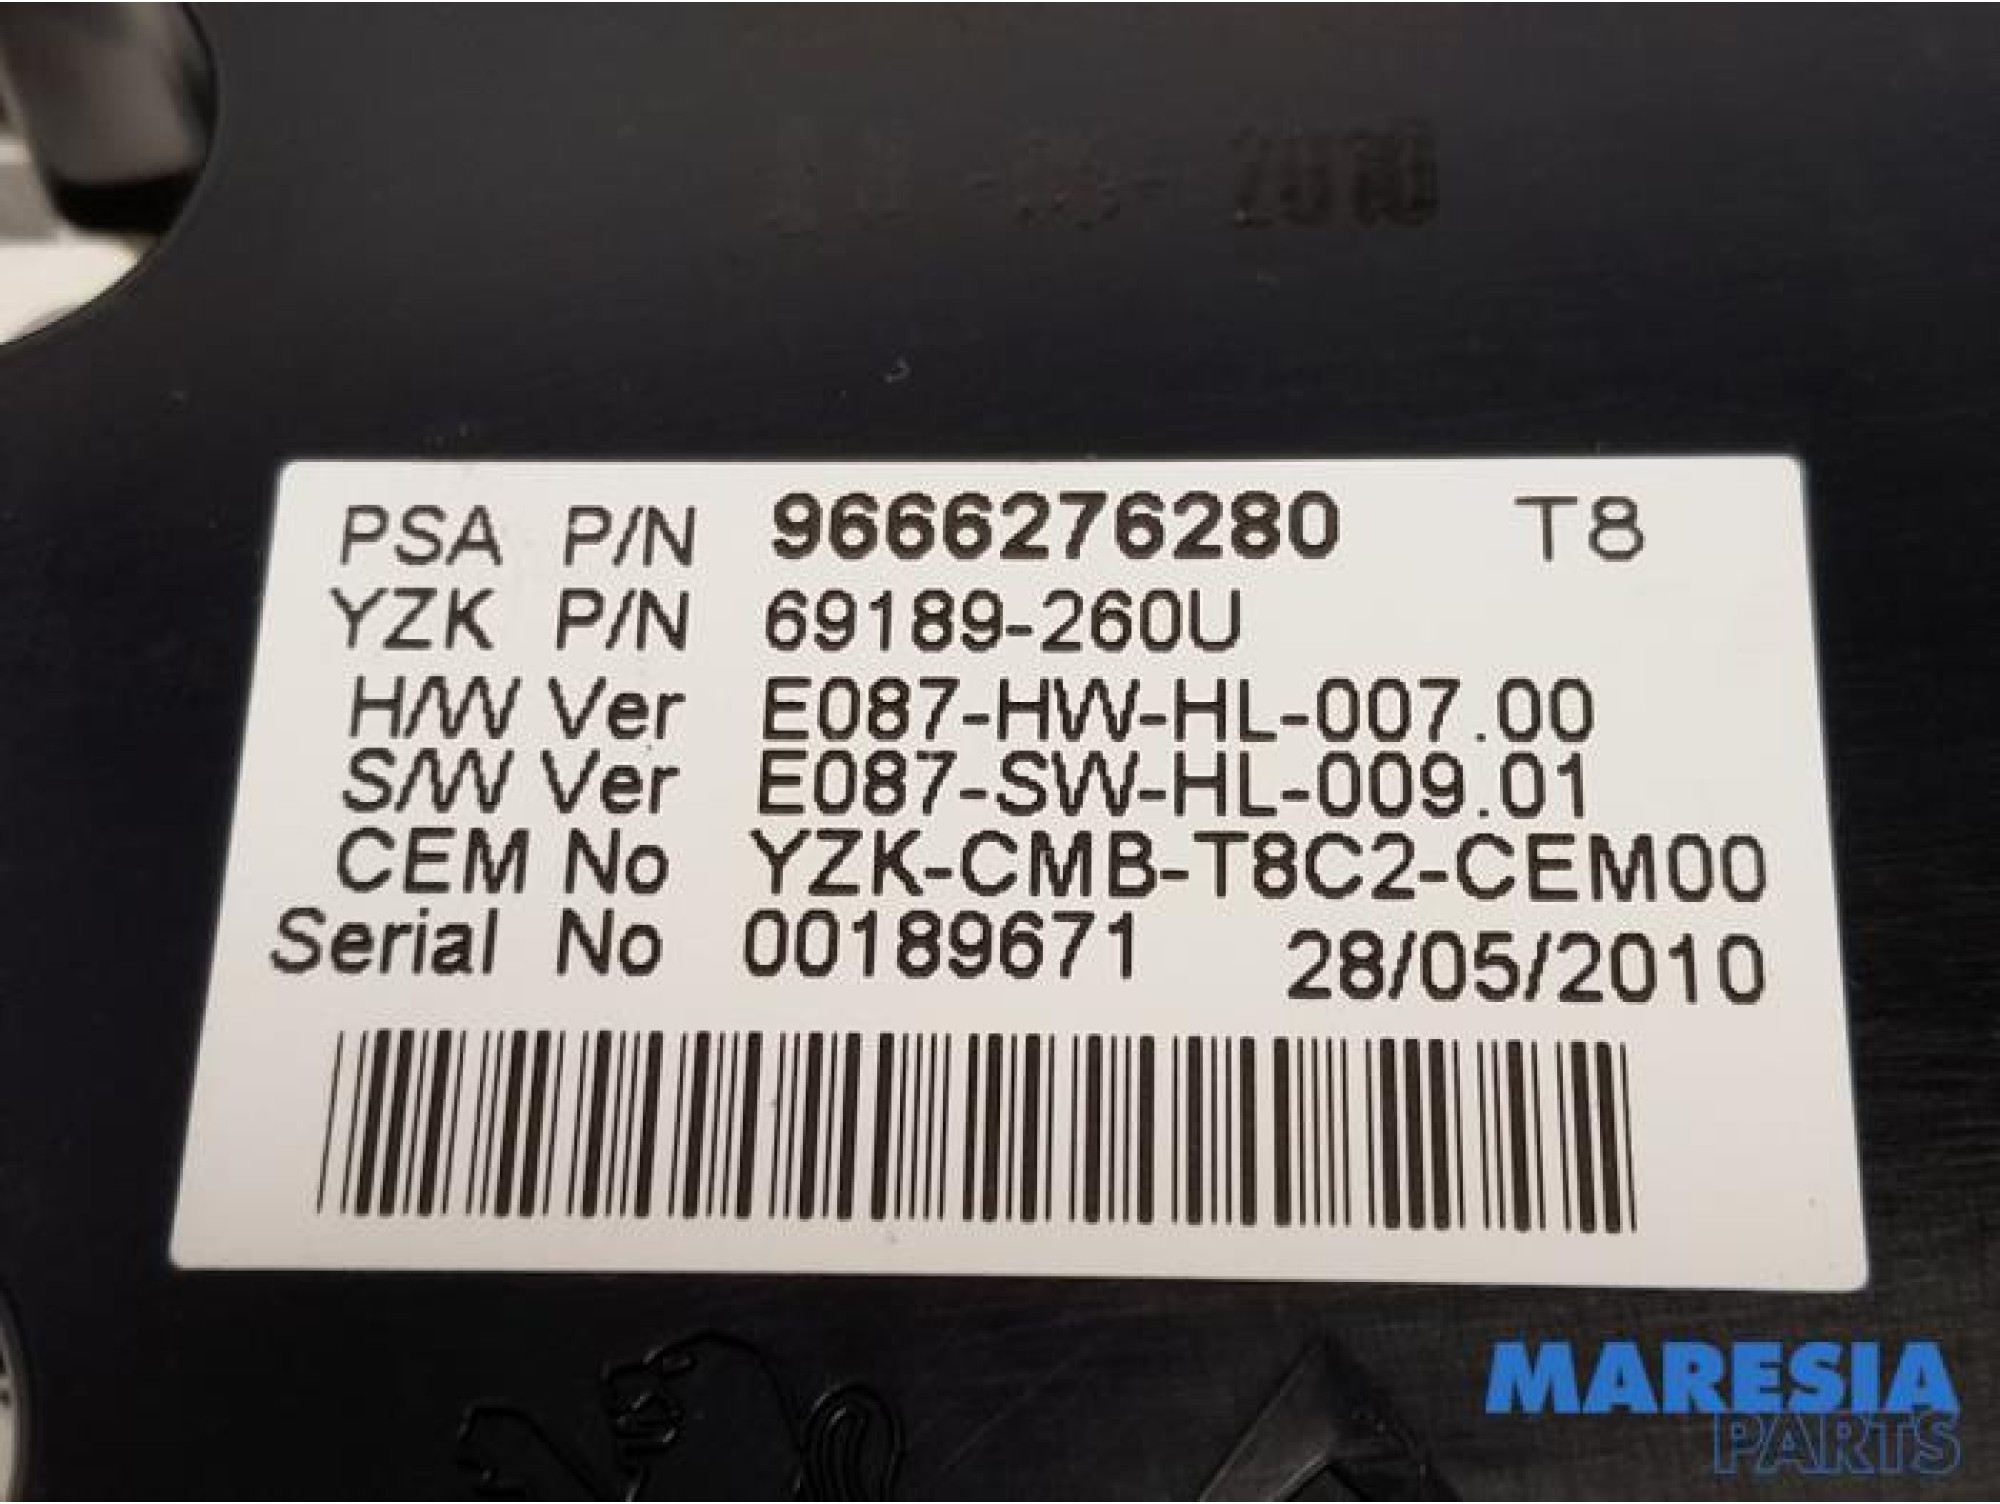 2010
PSA P/N 9666276280 T8
YZK P/N 69189-260U
H/W Ver E087-HW-HL-007.00
S/W Ver E087-SW-HL-009.01
CEM No YZK-CMB-T8C2-CEM00
Serial No 00189671 28/05/2010
MARESIA
PARTS